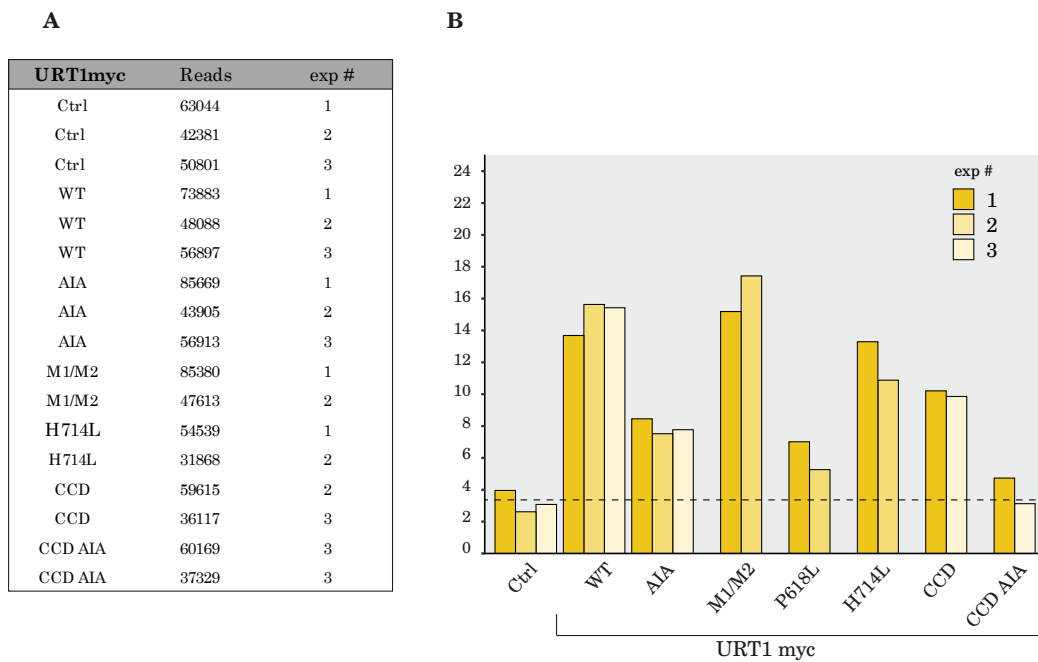 A
URT1myc Reads exp #
Ctrl 63044 1
Ctrl 42381 2
Ctrl 50801 3
WT 73883 1
WT 48088 2
WT 56897 3
AIA 85669 1
AIA 43905 2
AIA 56913 3
M1/M2 85380 1
M1/M2 47613 2
H714L 54539 1
H714L 31868 2
CCD 59615 2
CCD 36117 3
CCD AIA 60169 3
CCD AIA 37329 3
B
24
22
20
18
16
14
12
10
8
6
4
2
0
exp #
1
2
3
Ctrl
WT
AIA
M1/M2
P618L
H714L
CCD
CCD AIA
URT1 myc